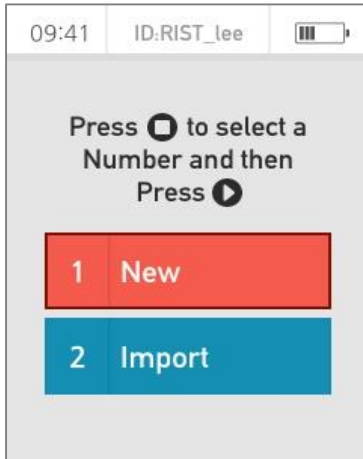 09:41 ID:RIST_lee
Press to select a
Number and then
Press
1 New
2 Import